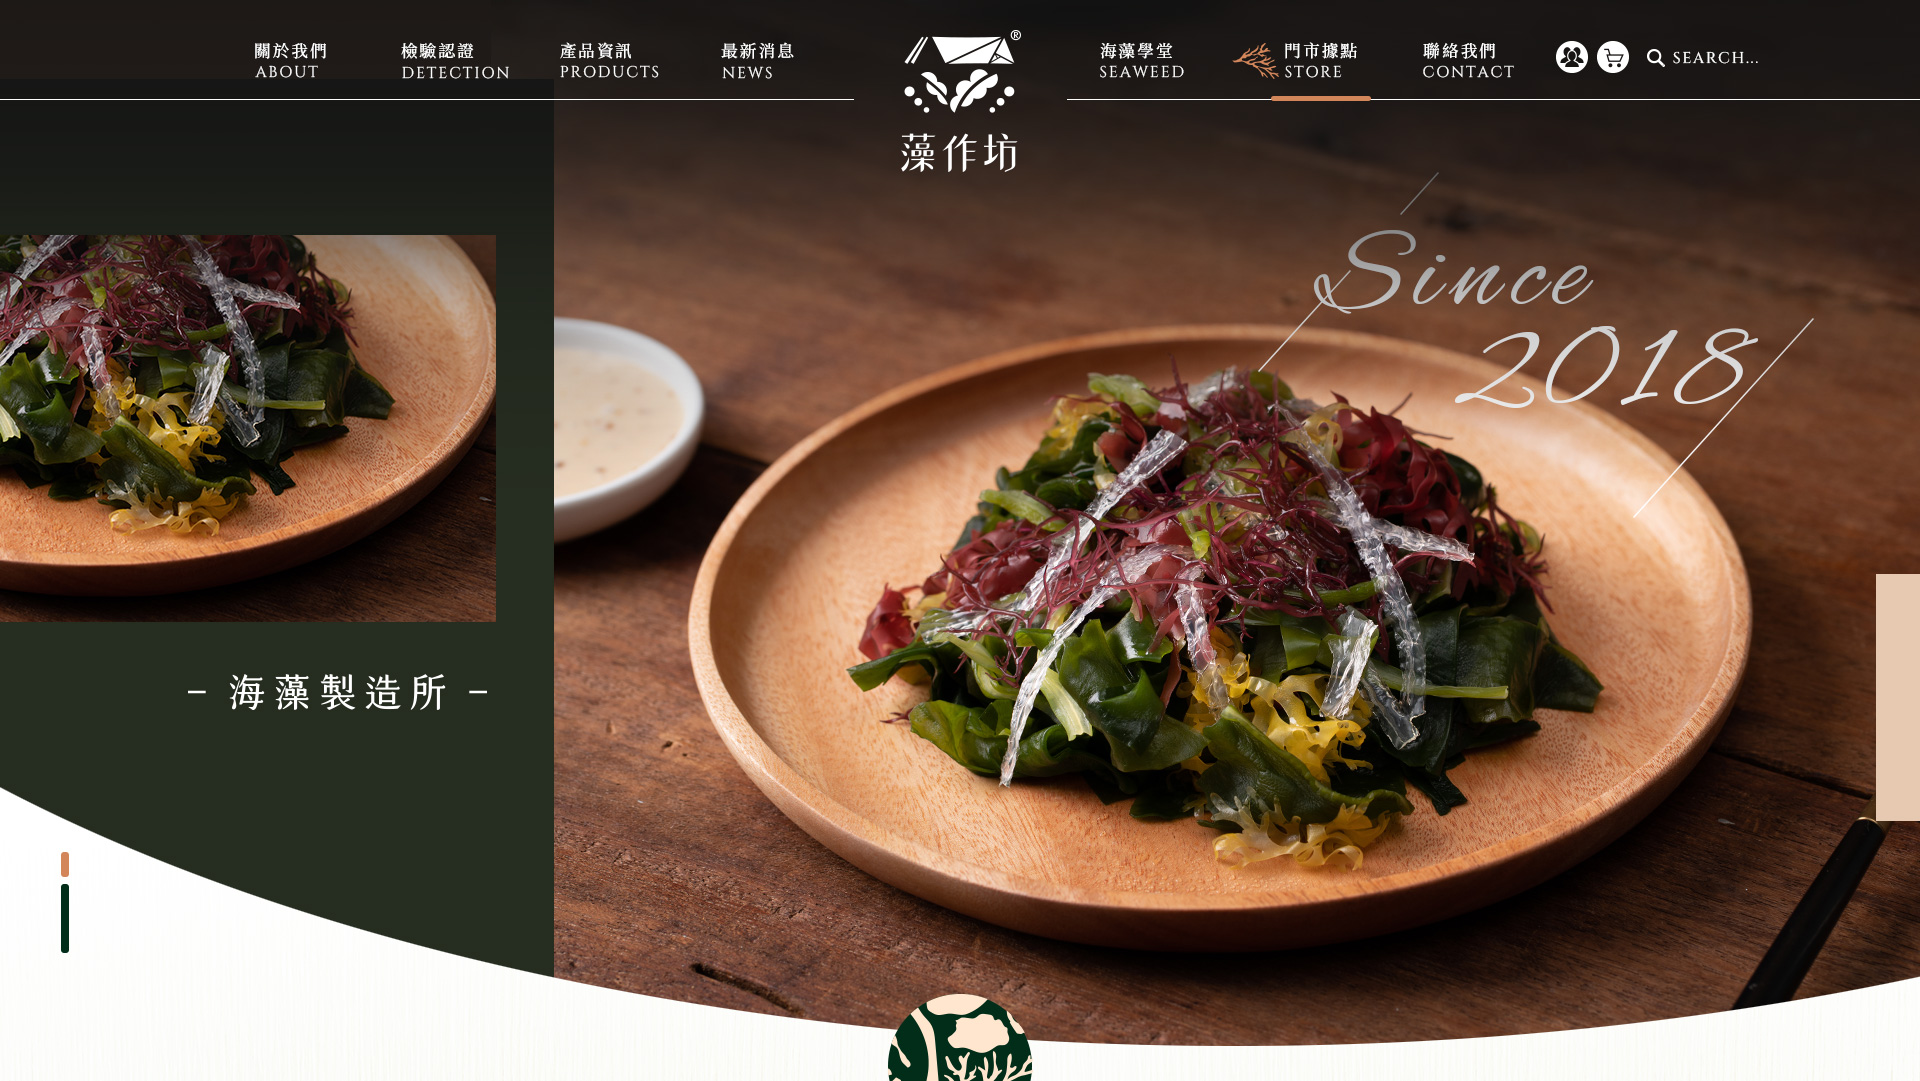 關於我們
ABOUT
檢驗認證
DETECTION
產品資訊
PRODUCTS
最新消息
NEWS
®
藻作坊
海藻學堂
SEAWEED
門市據點
STORE
聯絡我們
CONTACT
SEARCH...
Since
2018
– 海藻製造所 –